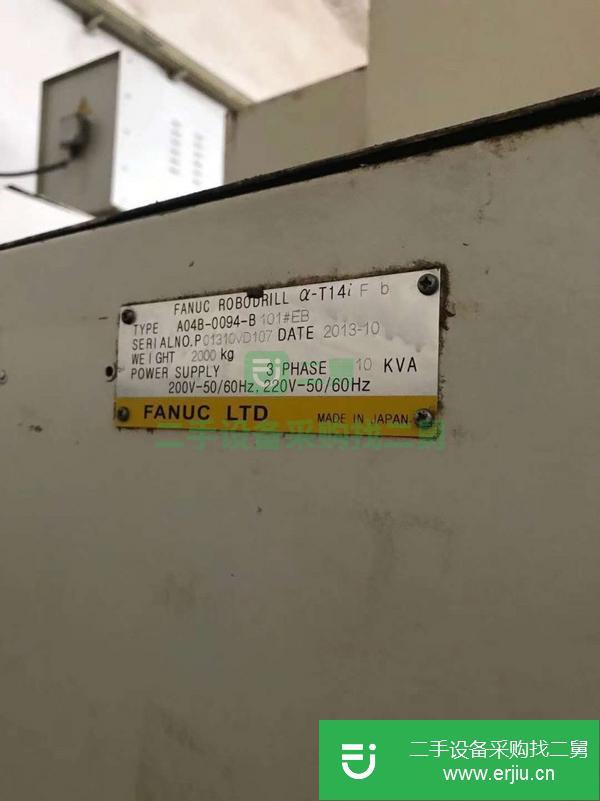 FANUC ROBODRILL α-T14i F b
TYPE A04B-0094-B101#EB
SERIAL NO.P01310VD107 DATE 2013-10
WEIGHT 2000 kg
POWER SUPPLY 3 PHASE 10 KVA
200V-50/60Hz, 220V-50/60Hz
FANUC LTD MADE IN JAPAN
二手设备采购找二舅
二手设备采购找二舅
www.erjiu.cn